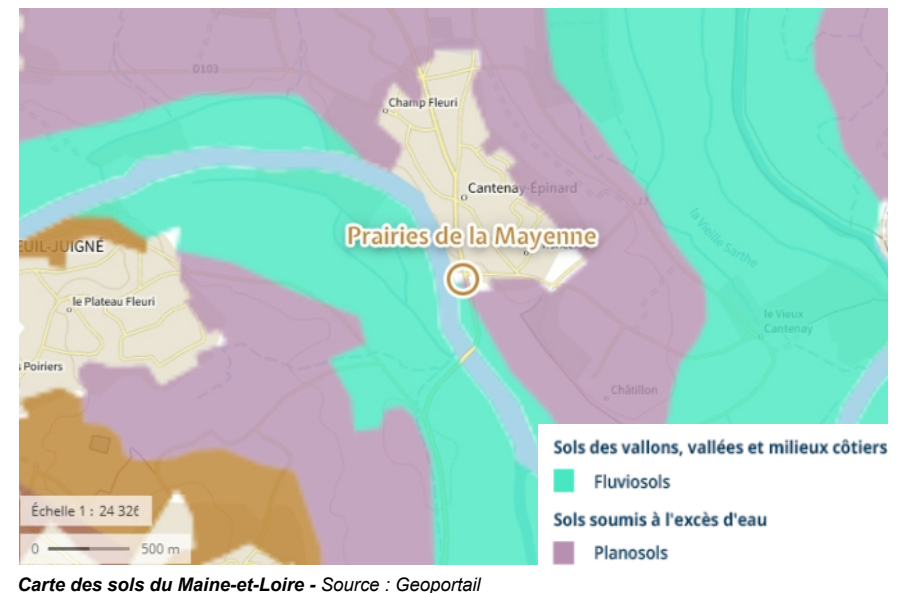 D103
Champ Fleuri
Cantenay-Épinard
Prairies de la Mayenne
EUIL-JUIGNÉ
le Plateau Fleuri
Poiriers
la Vieille Sarthe
le Vieux
Cantenay
Châtillon
Échelle 1 : 24 326
0 500 m
Sols des vallons, vallées et milieux côtiers
Fluviosols
Sols soumis à l'excès d'eau
Planosols
Carte des sols du Maine-et-Loire - Source : Geoportail